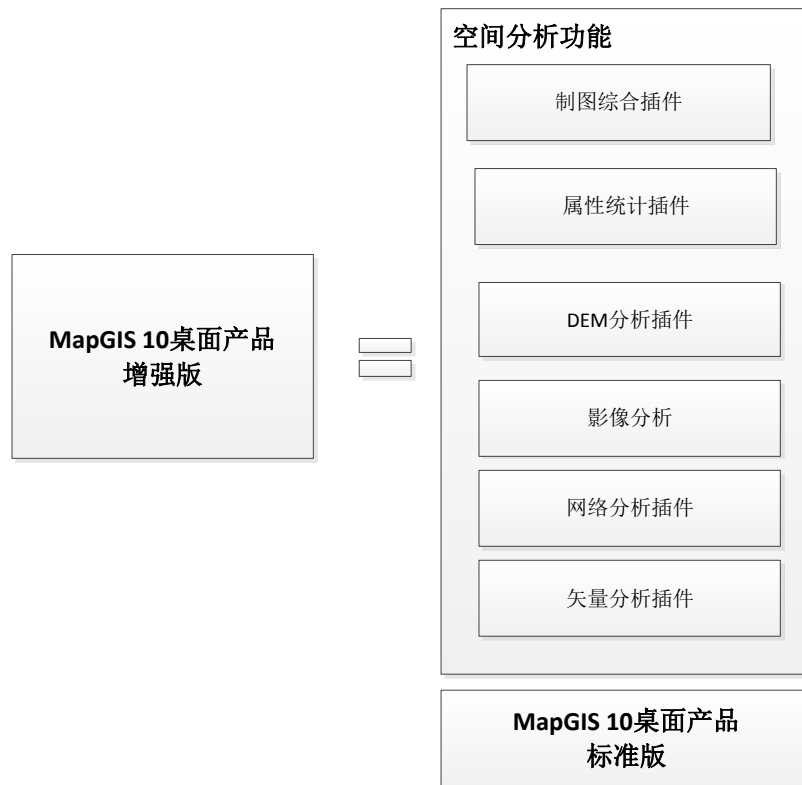 空间分析功能
制图综合插件
属性统计插件
DEM分析插件
MapGIS 10桌面产品
增强版
影像分析
网络分析插件
矢量分析插件
MapGIS 10桌面产品
标准版